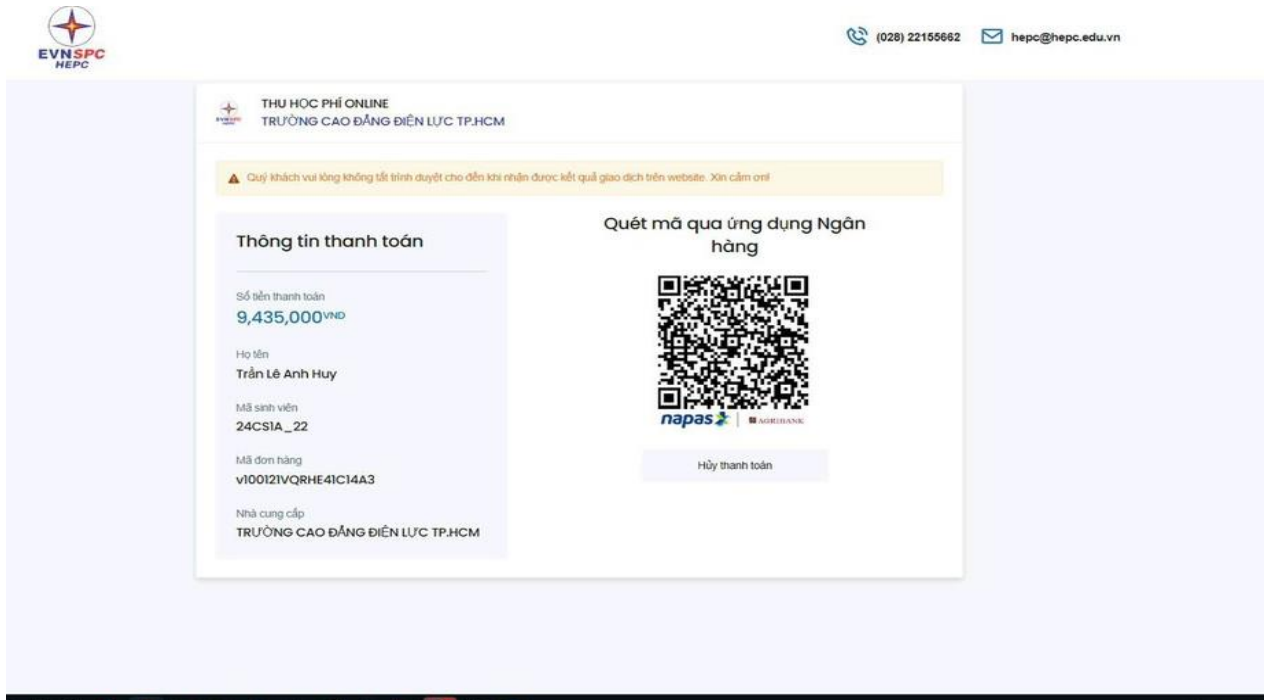 EVNSPC
HEPC
(028) 22155662
hepc@hepc.edu.vn
THU HỌC PHÍ ONLINE
TRƯỜNG CAO ĐẲNG ĐIỆN LỰC TP.HCM
Quý khách vui lòng không tắt trình duyệt cho đến khi nhận được kết quả giao dịch trên website. Xin cảm ơn!
Thông tin thanh toán
Số tiền thanh toán
9,435,000 VND
Họ tên
Trần Lê Anh Huy
Mã sinh viên
24CS1A_22
Mã đơn hàng
v100121VQRHE41C14A3
Nhà cung cấp
TRƯỜNG CAO ĐẲNG ĐIỆN LỰC TP.HCM
Quét mã qua ứng dụng Ngân
hàng
napas
AGRIBANK
Hủy thanh toán